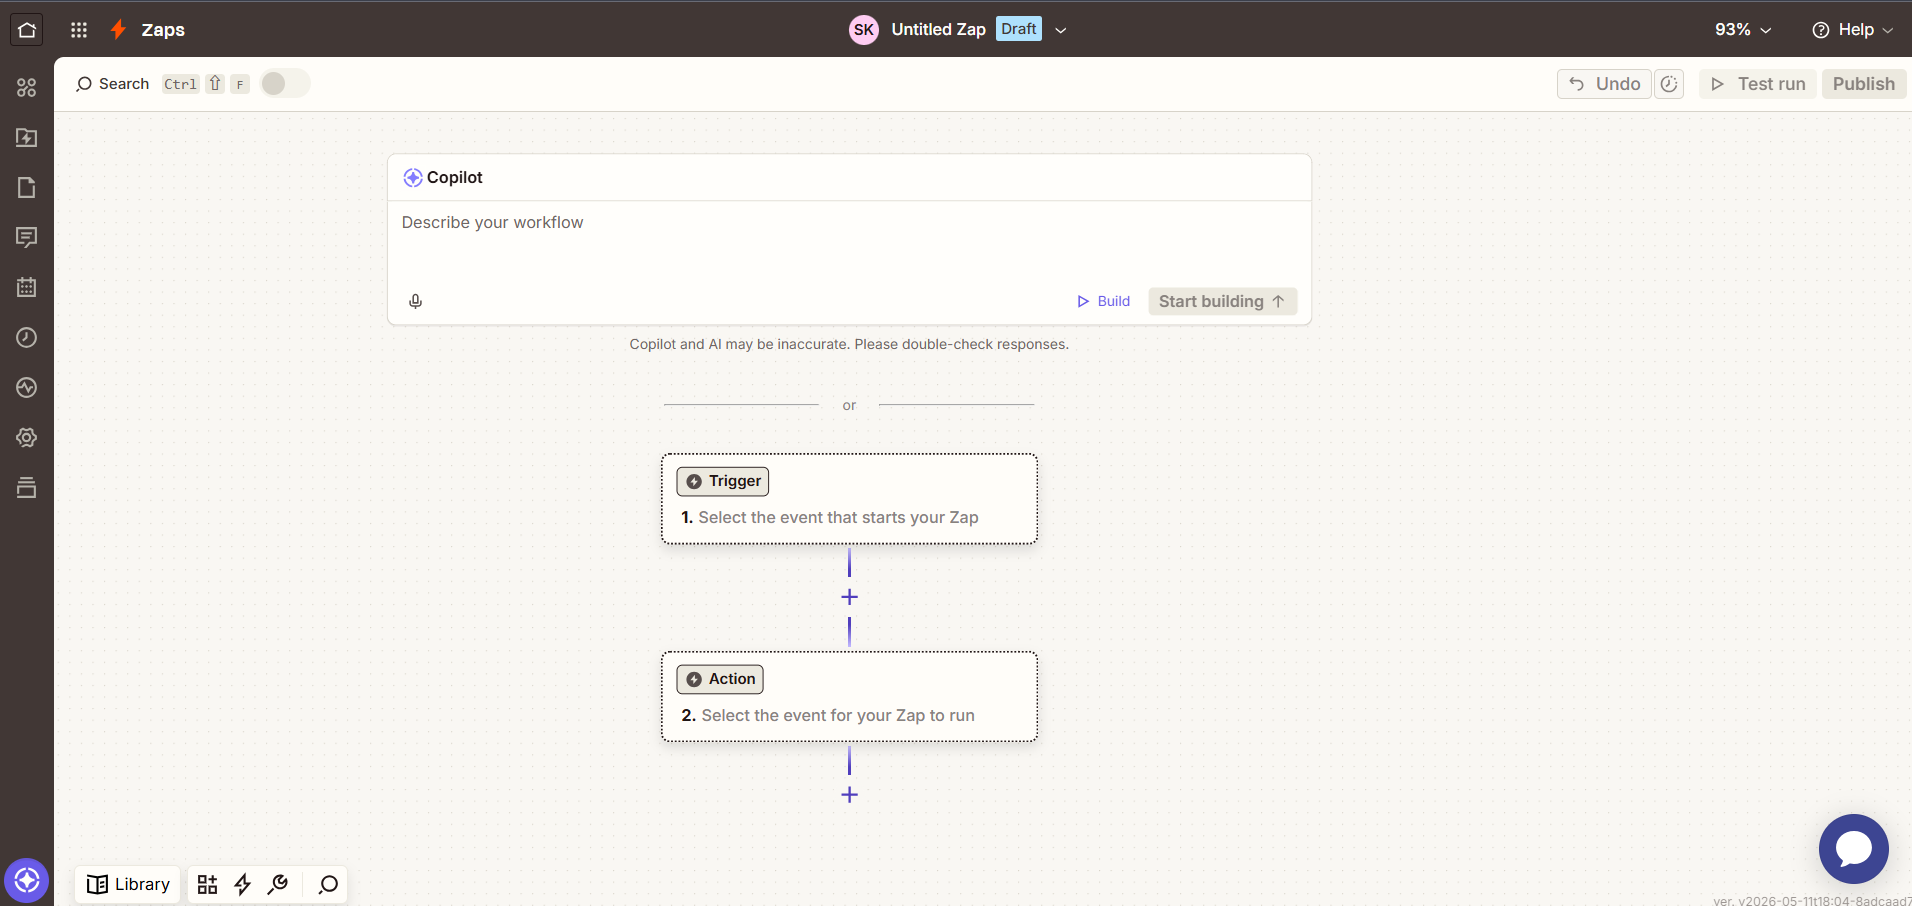 Zaps
SK Untitled Zap Draft
93%
Help
Search Ctrl ⇧ F
Undo
Test run
Publish
Copilot
Describe your workflow
Build
Start building ↑
Copilot and AI may be inaccurate. Please double-check responses.
or
Trigger
1. Select the event that starts your Zap
+
Action
2. Select the event for your Zap to run
+
Library
ver. v2026-05-11t18:04-8adcaad7